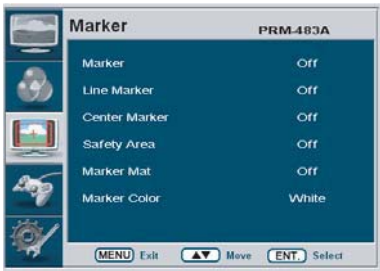 Marker PRM-483A
Marker Off
Line Marker Off
Center Marker Off
Safety Area Off
Marker Mat Off
Marker Color White
MENU Exit ▲▼ Move ENT. Select